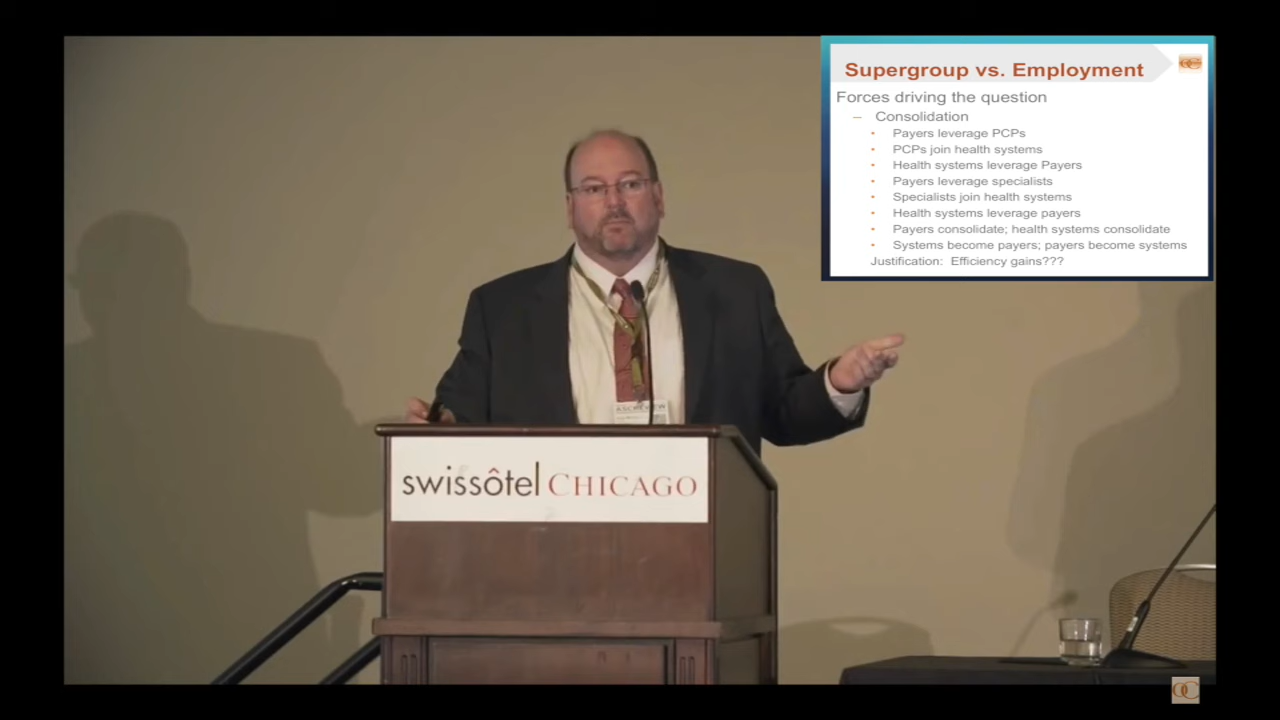 Supergroup vs. Employment
Forces driving the question
– Consolidation
• Payers leverage PCPs
• PCPs join health systems
• Health systems leverage Payers
• Payers leverage specialists
• Specialists join health systems
• Health systems leverage payers
• Payers consolidate; health systems consolidate
• Systems become payers; payers become systems
Justification: Efficiency gains???
swissôtel CHICAGO
OC